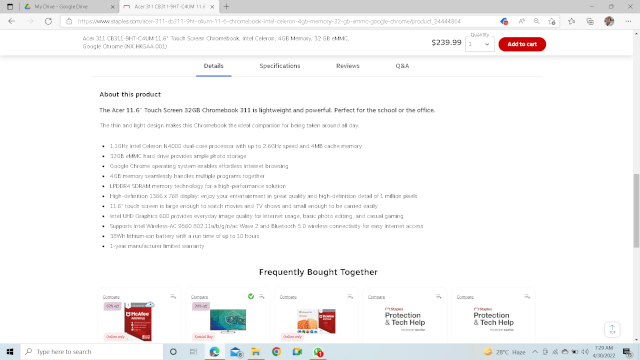 My Drive - Google Drive
Acer 311 CB311-9HT-C4UM 11.6"
https://www.staples.com/acer-311-cb311-9ht-c4um-11-6-chromebook-intel-celeron-4gb-memory-32-gb-emmc-google-chrome/product_24444364
Acer 311 CB311-9HT-C4UM 11.6" Touch Screen Chromebook, Intel Celeron, 4GB Memory, 32 GB eMMC,
Google Chrome (NX.HKGAA.001)
$239.99
Quantity
1
Add to cart
Details
Specifications
Reviews
Q&A
About this product
The Acer 11.6" Touch Screen 32GB Chromebook 311 is lightweight and powerful. Perfect for the school or the office.
The thin and light design makes this Chromebook the ideal companion for being taken around all day.
1.1GHz Intel Celeron N4000 dual-core processor with up to 2.6GHz speed and 4MB cache memory
32GB eMMC hard drive provides ample photo storage
Google Chrome operating system enables effortless internet browsing
4GB memory seamlessly handles multiple programs together
LPDDR4 SDRAM memory technology for a high-performance solution
High-definition 1366 x 768 display: enjoy your entertainment in great quality and high-definition detail of 1 million pixels
11.6" touch screen is large enough to watch movies and TV shows and small enough to be carried easily
Intel UHD Graphics 600 provides everyday image quality for Internet usage, basic photo editing, and casual gaming
Supports Intel Wireless-AC 9560 802.11a/b/g/n/ac Wave 2 and Bluetooth 5.0 wireless connectivity for easy Internet access
37Wh lithium-ion battery with a run time of up to 10 hours
1-year manufacturer limited warranty
Frequently Bought Together
Compare
Compare
Compare
Compare
Compare
McAfee
Online only
Special Buy
Online only
Staples
Protection
& Tech Help
Staples
Protection
& Tech Help
Type here to search
28°C Haze
7:29 AM
4/30/2022